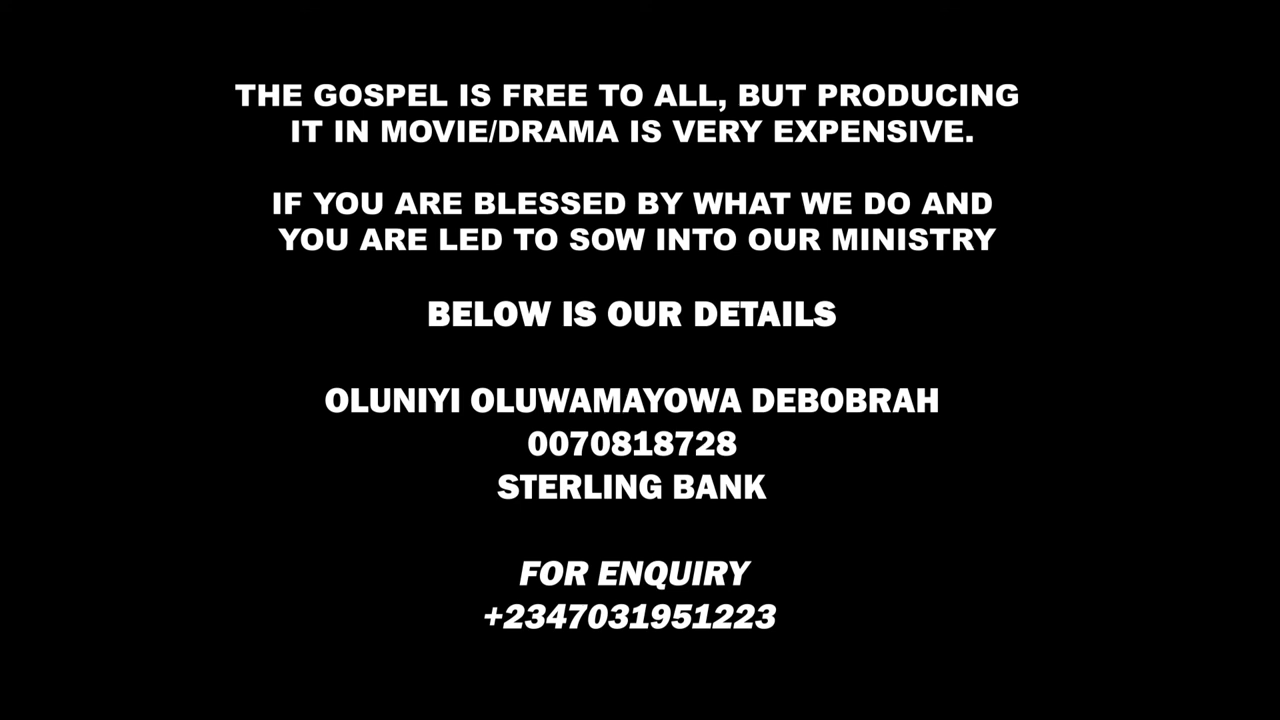 THE GOSPEL IS FREE TO ALL, BUT PRODUCING
IT IN MOVIE/DRAMA IS VERY EXPENSIVE.
IF YOU ARE BLESSED BY WHAT WE DO AND
YOU ARE LED TO SOW INTO OUR MINISTRY
BELOW IS OUR DETAILS
OLUNIYI OLUWAMAYOWA DEBOBRAH
0070818728
STERLING BANK
FOR ENQUIRY
+2347031951223